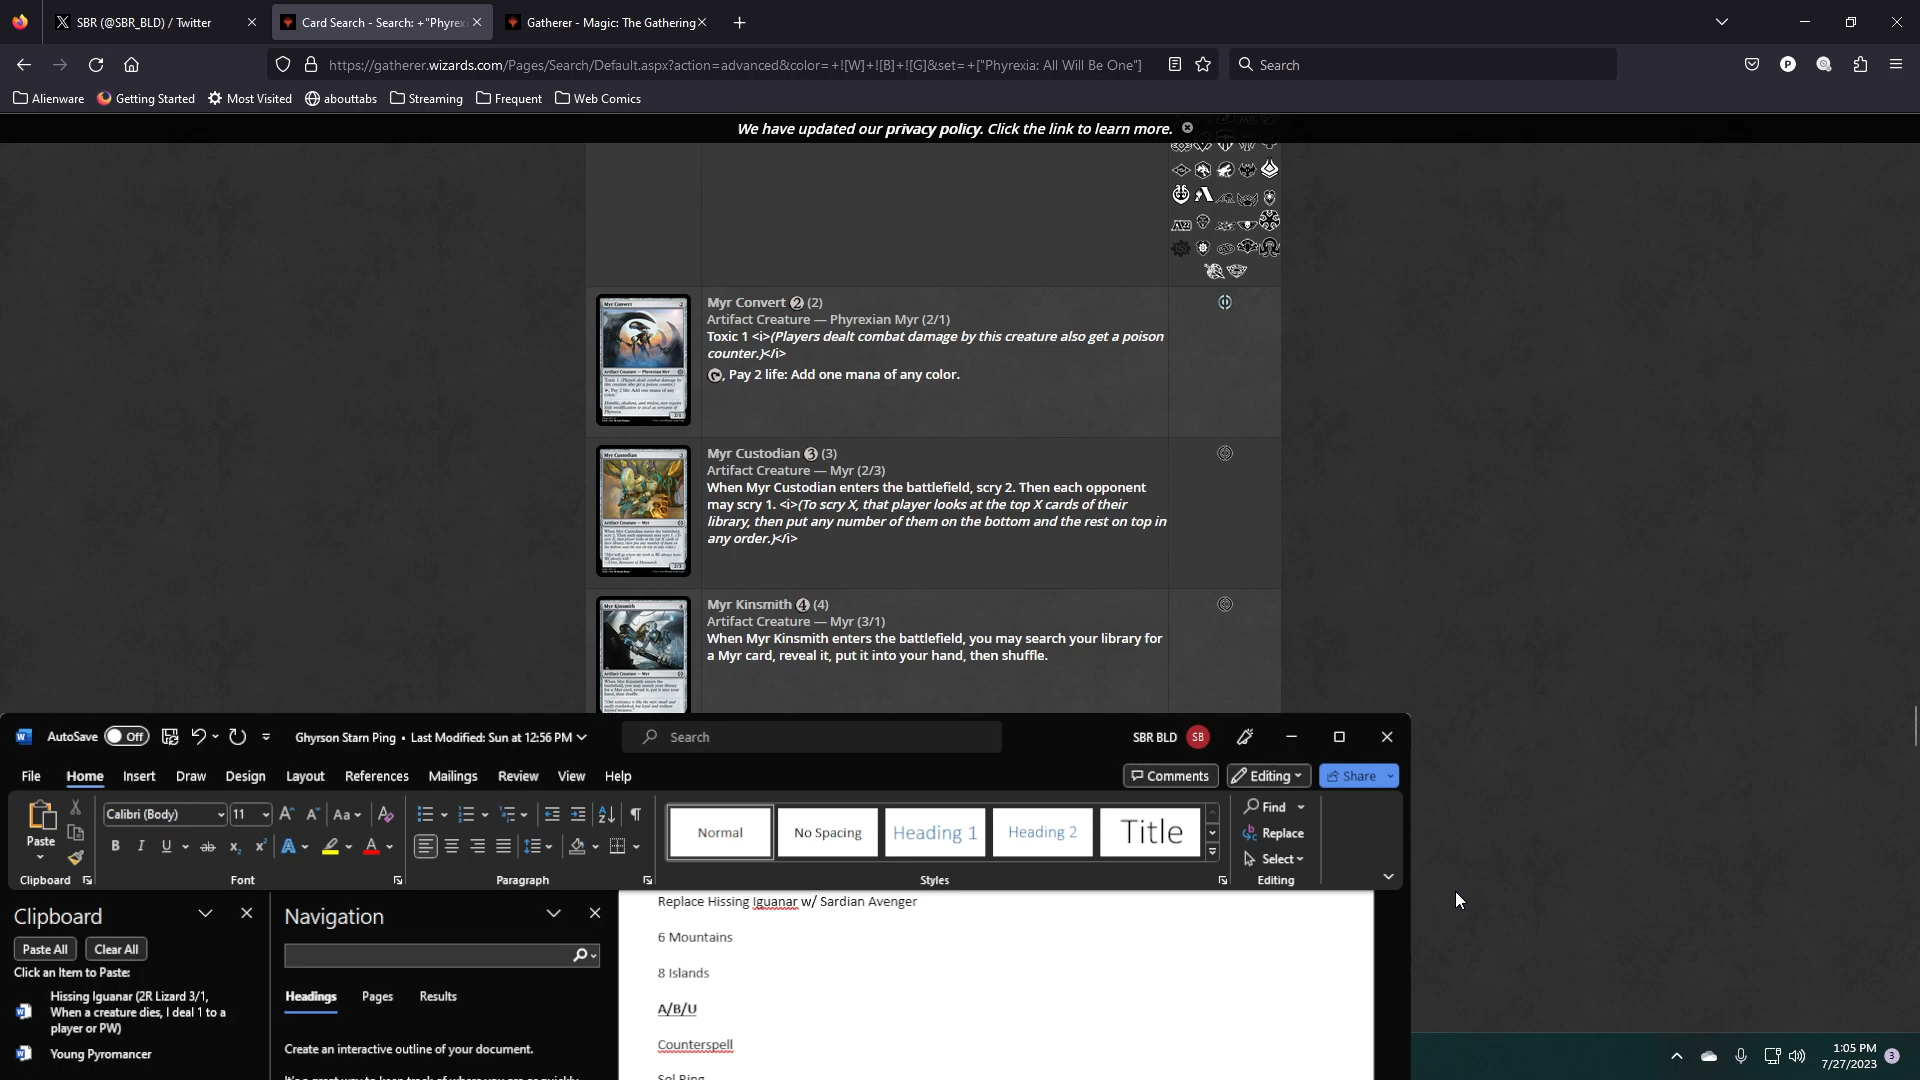 SBR (@SBR_BLD) / Twitter
Card Search - Search: +"Phyrexi
Gatherer - Magic: The Gathering
https://gatherer.wizards.com/Pages/Search/Default.aspx?action=advanced&color=+![W]+![B]+![G]&set=+["Phyrexia: All Will Be One"]
Search
Alienware
Getting Started
Most Visited
abouttabs
Streaming
Frequent
Web Comics
We have updated our privacy policy. Click the link to learn more.
Myr Convert 2 (2)
Artifact Creature — Phyrexian Myr (2/1)
Toxic 1 <i>(Players dealt combat damage by this creature also get a poison
counter.)</i>
, Pay 2 life: Add one mana of any color.
Myr Custodian 3 (3)
Artifact Creature — Myr (2/3)
When Myr Custodian enters the battlefield, scry 2. Then each opponent
may scry 1. <i>(To scry X, that player looks at the top X cards of their
library, then put any number of them on the bottom and the rest on top in
any order.)</i>
Myr Kinsmith 4 (4)
Artifact Creature — Myr (3/1)
When Myr Kinsmith enters the battlefield, you may search your library for
a Myr card, reveal it, put it into your hand, then shuffle.
AutoSave Off
Ghyrson Starn Ping • Last Modified: Sun at 12:56 PM
Search
SBR BLD SB
File Home Insert Draw Design Layout References Mailings Review View Help
Comments Editing Share
Paste
Calibri (Body) 11
Normal No Spacing Heading 1 Heading 2 Title
Find
Replace
Select
Clipboard Font Paragraph Styles Editing
Clipboard
Paste All Clear All
Click an Item to Paste:
Hissing Iguanar (2R Lizard 3/1,
When a creature dies, I deal 1 to a
player or PW)
Young Pyromancer
Navigation
Headings Pages Results
Create an interactive outline of your document.
Replace Hissing Iguanar w/ Sardian Avenger
6 Mountains
8 Islands
A/B/U
Counterspell
Sol Ring
1:05 PM
7/27/2023
3